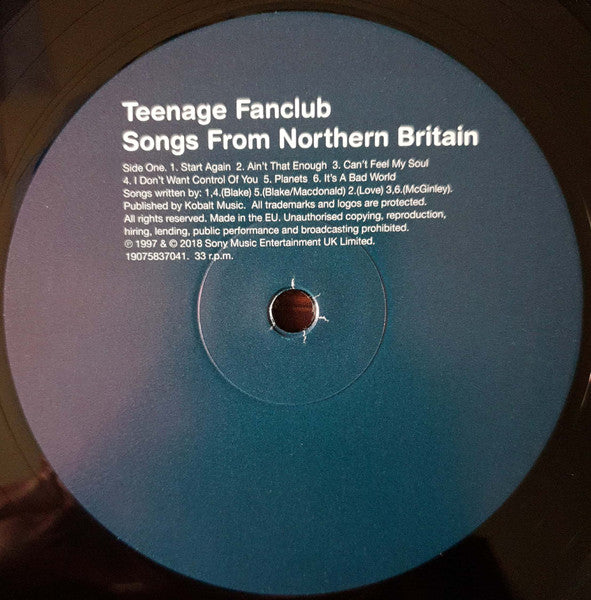 Teenage Fanclub
Songs From Northern Britain
Side One. 1. Start Again  2. Ain't That Enough  3. Can't Feel My Soul
4. I Don't Want Control Of You  5. Planets  6. It's A Bad World
Songs written by: 1,4.(Blake) 5.(Blake/Macdonald) 2.(Love) 3,6.(McGinley).
Published by Kobalt Music.  All trademarks and logos are protected.
All rights reserved.  Made in the EU.  Unauthorised copying, reproduction,
hiring, lending, public performance and broadcasting prohibited.
℗ 1997 & © 2018 Sony Music Entertainment UK Limited.
19075837041.  33 r.p.m.